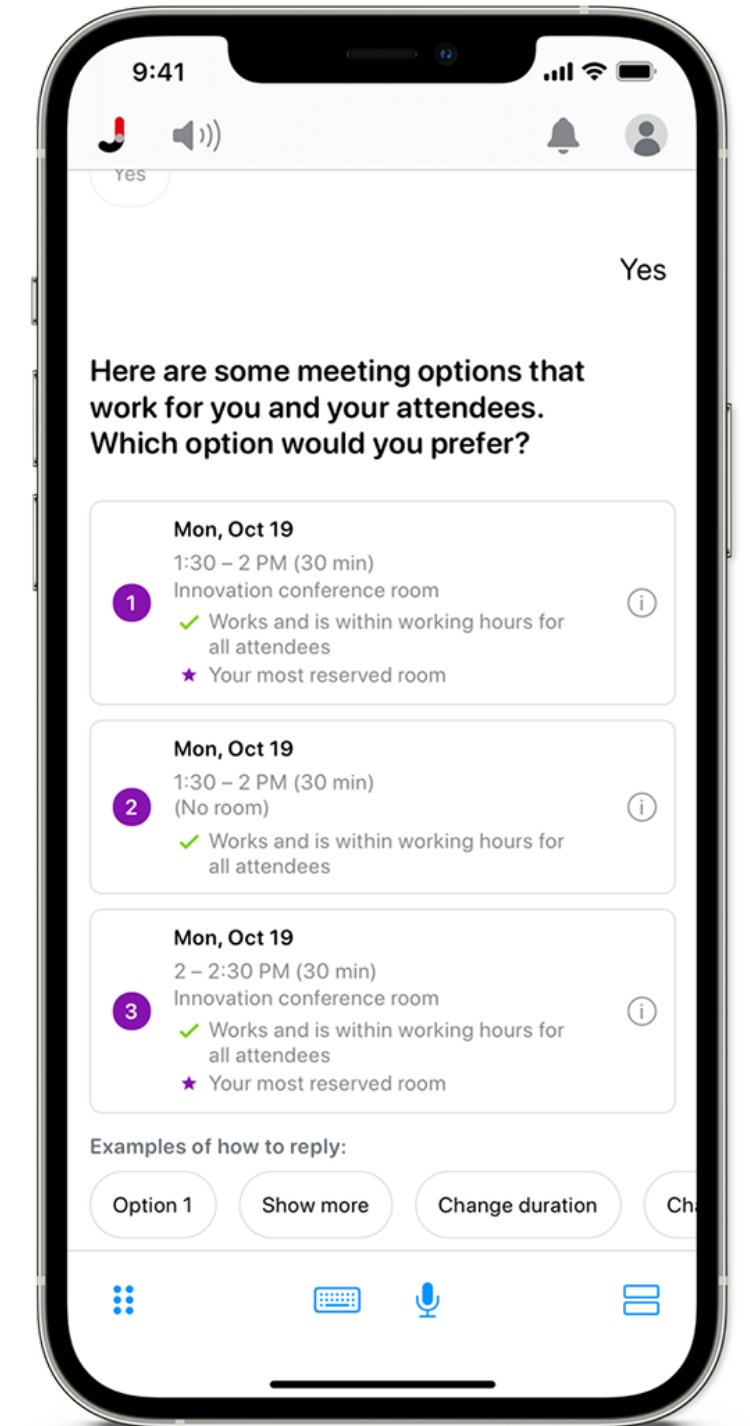 9:41
Yes
Yes
Here are some meeting options that
work for you and your attendees.
Which option would you prefer?
Mon, Oct 19
1:30 – 2 PM (30 min)
Innovation conference room
1
Works and is within working hours for
all attendees
Your most reserved room
Mon, Oct 19
1:30 – 2 PM (30 min)
2
(No room)
Works and is within working hours for
all attendees
Mon, Oct 19
2 – 2:30 PM (30 min)
Innovation conference room
3
Works and is within working hours for
all attendees
Your most reserved room
Examples of how to reply:
Option 1 Show more Change duration